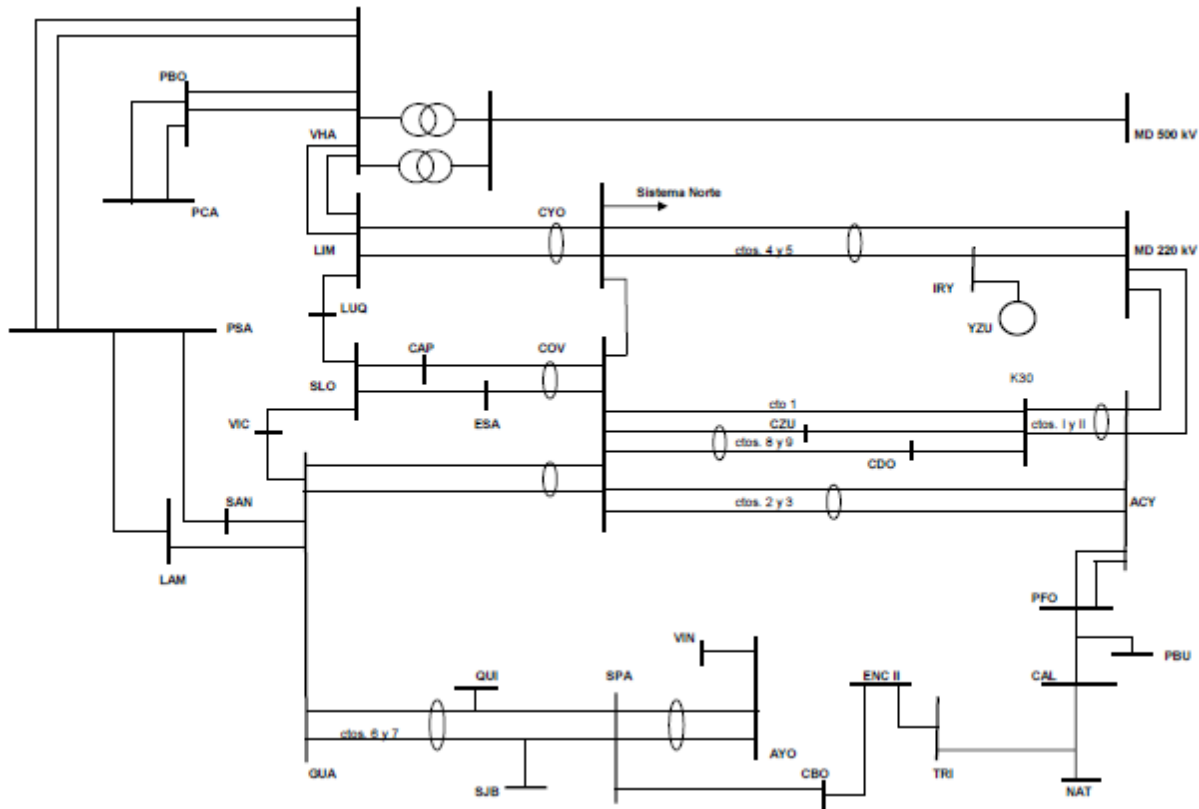 PBO
VHA
MD 500 kV
PCA
Sistema Norte
CYO
LIM
ctos. 4 y 5
MD 220 kV
IRY
LUQ
PSA
YZU
CAP
COV
SLO
K30
cto 1
VIC
ESA
CZU
ctos. I y II
ctos. 8 y 9
CDO
SAN
ctos. 2 y 3
ACY
LAM
PFO
VIN
PBU
QUI
SPA
ENC II
CAL
ctos. 6 y 7
AYO
GUA
CBO
TRI
SJB
NAT